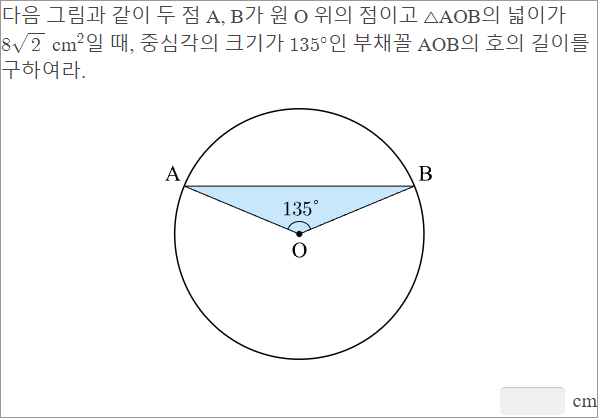 다음 그림과 같이 두 점 A, B가 원 O 위의 점이고 △AOB의 넓이가
8√2 cm²일 때, 중심각의 크기가 135°인 부채꼴 AOB의 호의 길이를
구하여라.
A
B
135°
O
cm